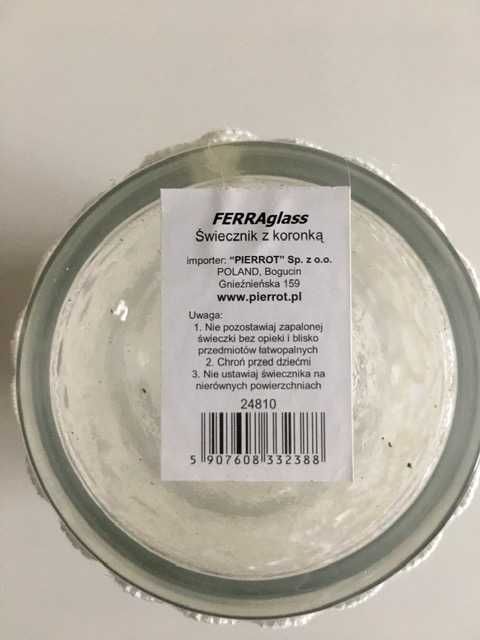 FERRAglass
Świecznik z koronką
importer: “PIERROT” Sp. z o.o.
POLAND, Bogucin
Gnieźnieńska 159
www.pierrot.pl
Uwaga:
1. Nie pozostawiaj zapalonej
świeczki bez opieki i blisko
przedmiotów łatwopalnych
2. Chroń przed dziećmi
3. Nie ustawiaj świecznika na
nierównych powierzchniach
24810
5 907608 332388